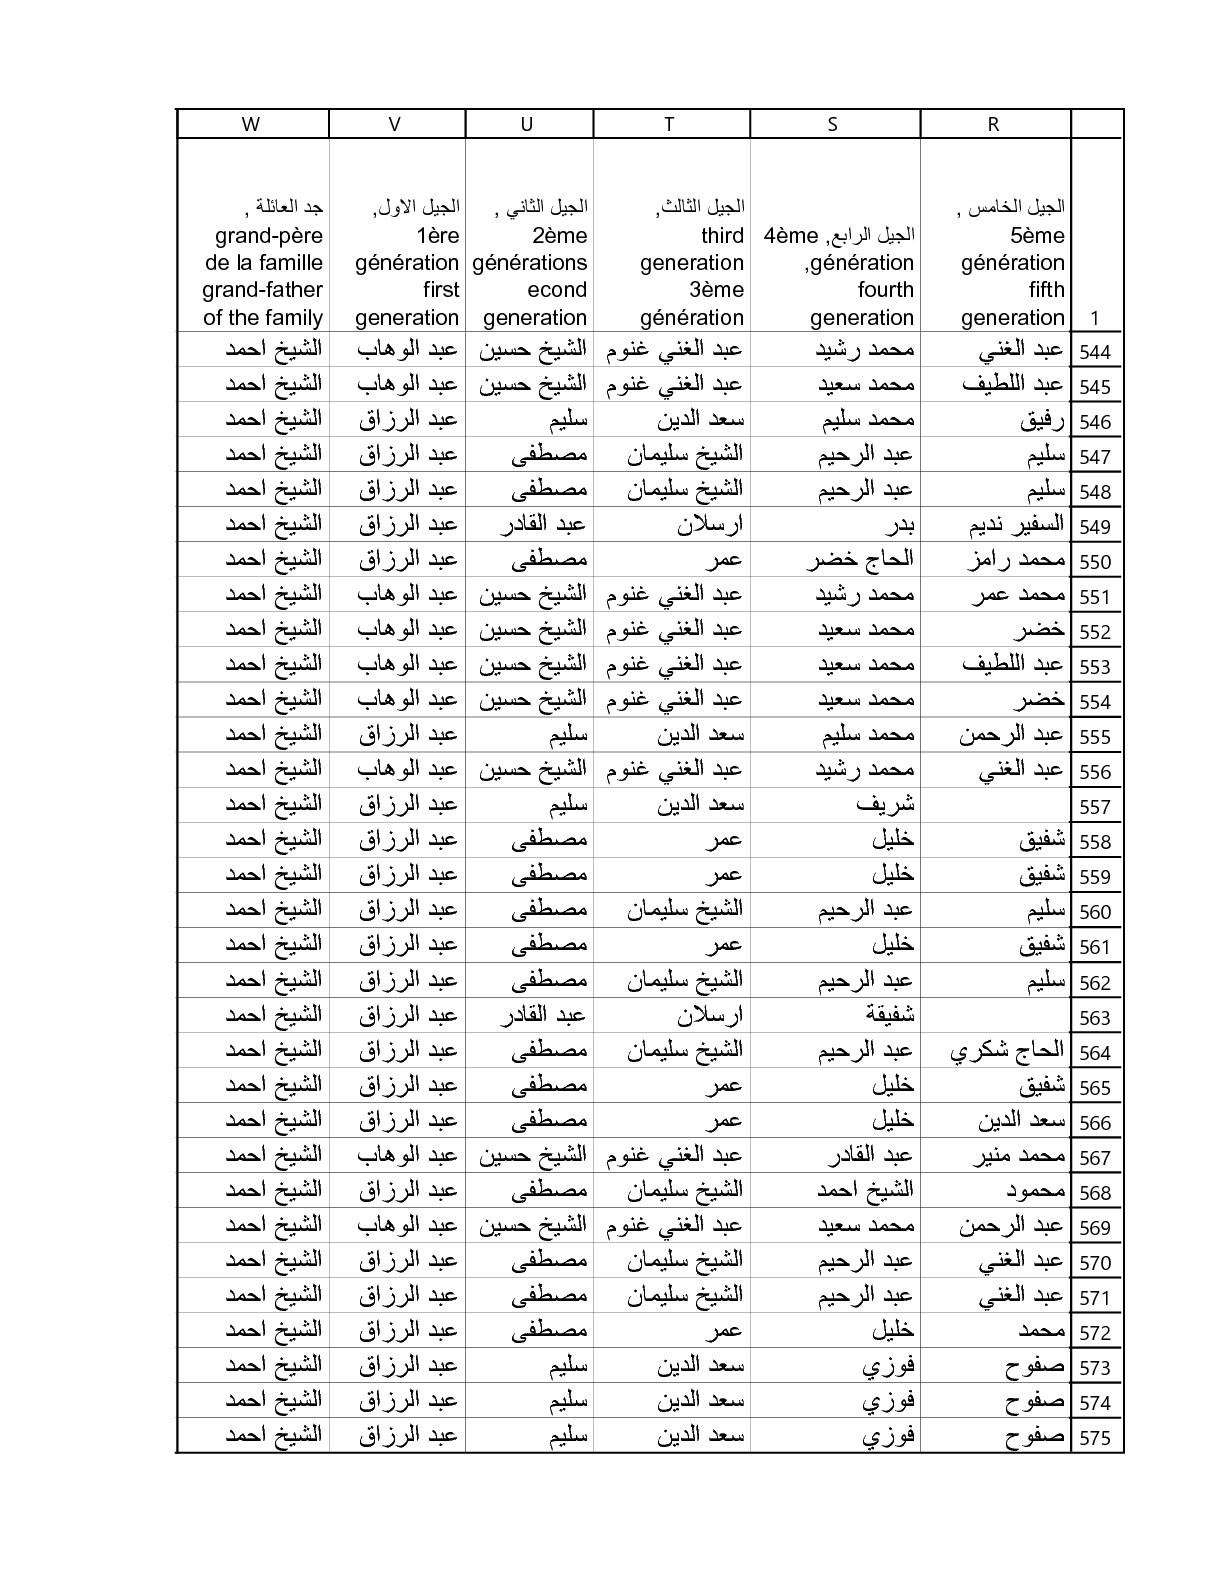 R S T U V W
1 الجيل الخامس , 5ème génération fifth generation الجيل الرابع, 4ème génération, fourth generation الجيل الثالث, third generation 3ème génération الجيل الثاني , 2ème générations econd generation الجيل الاول, 1ère génération first generation جد العائلة , grand-père de la famille grand-father of the family
544 عبد الغني محمد رشيد عبد الغني غنوم الشيخ حسين عبد الوهاب الشيخ احمد
545 عبد اللطيف محمد سعيد عبد الغني غنوم الشيخ حسين عبد الوهاب الشيخ احمد
546 رفيق محمد سليم سعد الدين سليم عبد الرزاق الشيخ احمد
547 سليم عبد الرحيم الشيخ سليمان مصطفى عبد الرزاق الشيخ احمد
548 سليم عبد الرحيم الشيخ سليمان مصطفى عبد الرزاق الشيخ احمد
549 السفير نديم بدر ارسلان عبد القادر عبد الرزاق الشيخ احمد
550 محمد رامز الحاج خضر عمر مصطفى عبد الرزاق الشيخ احمد
551 محمد عمر محمد رشيد عبد الغني غنوم الشيخ حسين عبد الوهاب الشيخ احمد
552 خضر محمد سعيد عبد الغني غنوم الشيخ حسين عبد الوهاب الشيخ احمد
553 عبد اللطيف محمد سعيد عبد الغني غنوم الشيخ حسين عبد الوهاب الشيخ احمد
554 خضر محمد سعيد عبد الغني غنوم الشيخ حسين عبد الوهاب الشيخ احمد
555 عبد الرحمن محمد سليم سعد الدين سليم عبد الرزاق الشيخ احمد
556 عبد الغني محمد رشيد عبد الغني غنوم الشيخ حسين عبد الوهاب الشيخ احمد
557 شريف سعد الدين سليم عبد الرزاق الشيخ احمد
558 شفيق خليل عمر مصطفى عبد الرزاق الشيخ احمد
559 شفيق خليل عمر مصطفى عبد الرزاق الشيخ احمد
560 سليم عبد الرحيم الشيخ سليمان مصطفى عبد الرزاق الشيخ احمد
561 شفيق خليل عمر مصطفى عبد الرزاق الشيخ احمد
562 سليم عبد الرحيم الشيخ سليمان مصطفى عبد الرزاق الشيخ احمد
563 شفيقة ارسلان عبد القادر عبد الرزاق الشيخ احمد
564 الحاج شكري عبد الرحيم الشيخ سليمان مصطفى عبد الرزاق الشيخ احمد
565 شفيق خليل عمر مصطفى عبد الرزاق الشيخ احمد
566 سعد الدين خليل عمر مصطفى عبد الرزاق الشيخ احمد
567 محمد منير عبد القادر عبد الغني غنوم الشيخ حسين عبد الوهاب الشيخ احمد
568 محمود الشيخ احمد الشيخ سليمان مصطفى عبد الرزاق الشيخ احمد
569 عبد الرحمن محمد سعيد عبد الغني غنوم الشيخ حسين عبد الوهاب الشيخ احمد
570 عبد الغني عبد الرحيم الشيخ سليمان مصطفى عبد الرزاق الشيخ احمد
571 عبد الغني عبد الرحيم الشيخ سليمان مصطفى عبد الرزاق الشيخ احمد
572 محمد خليل عمر مصطفى عبد الرزاق الشيخ احمد
573 صفوح فوزي سعد الدين سليم عبد الرزاق الشيخ احمد
574 صفوح فوزي سعد الدين سليم عبد الرزاق الشيخ احمد
575 صفوح فوزي سعد الدين سليم عبد الرزاق الشيخ احمد